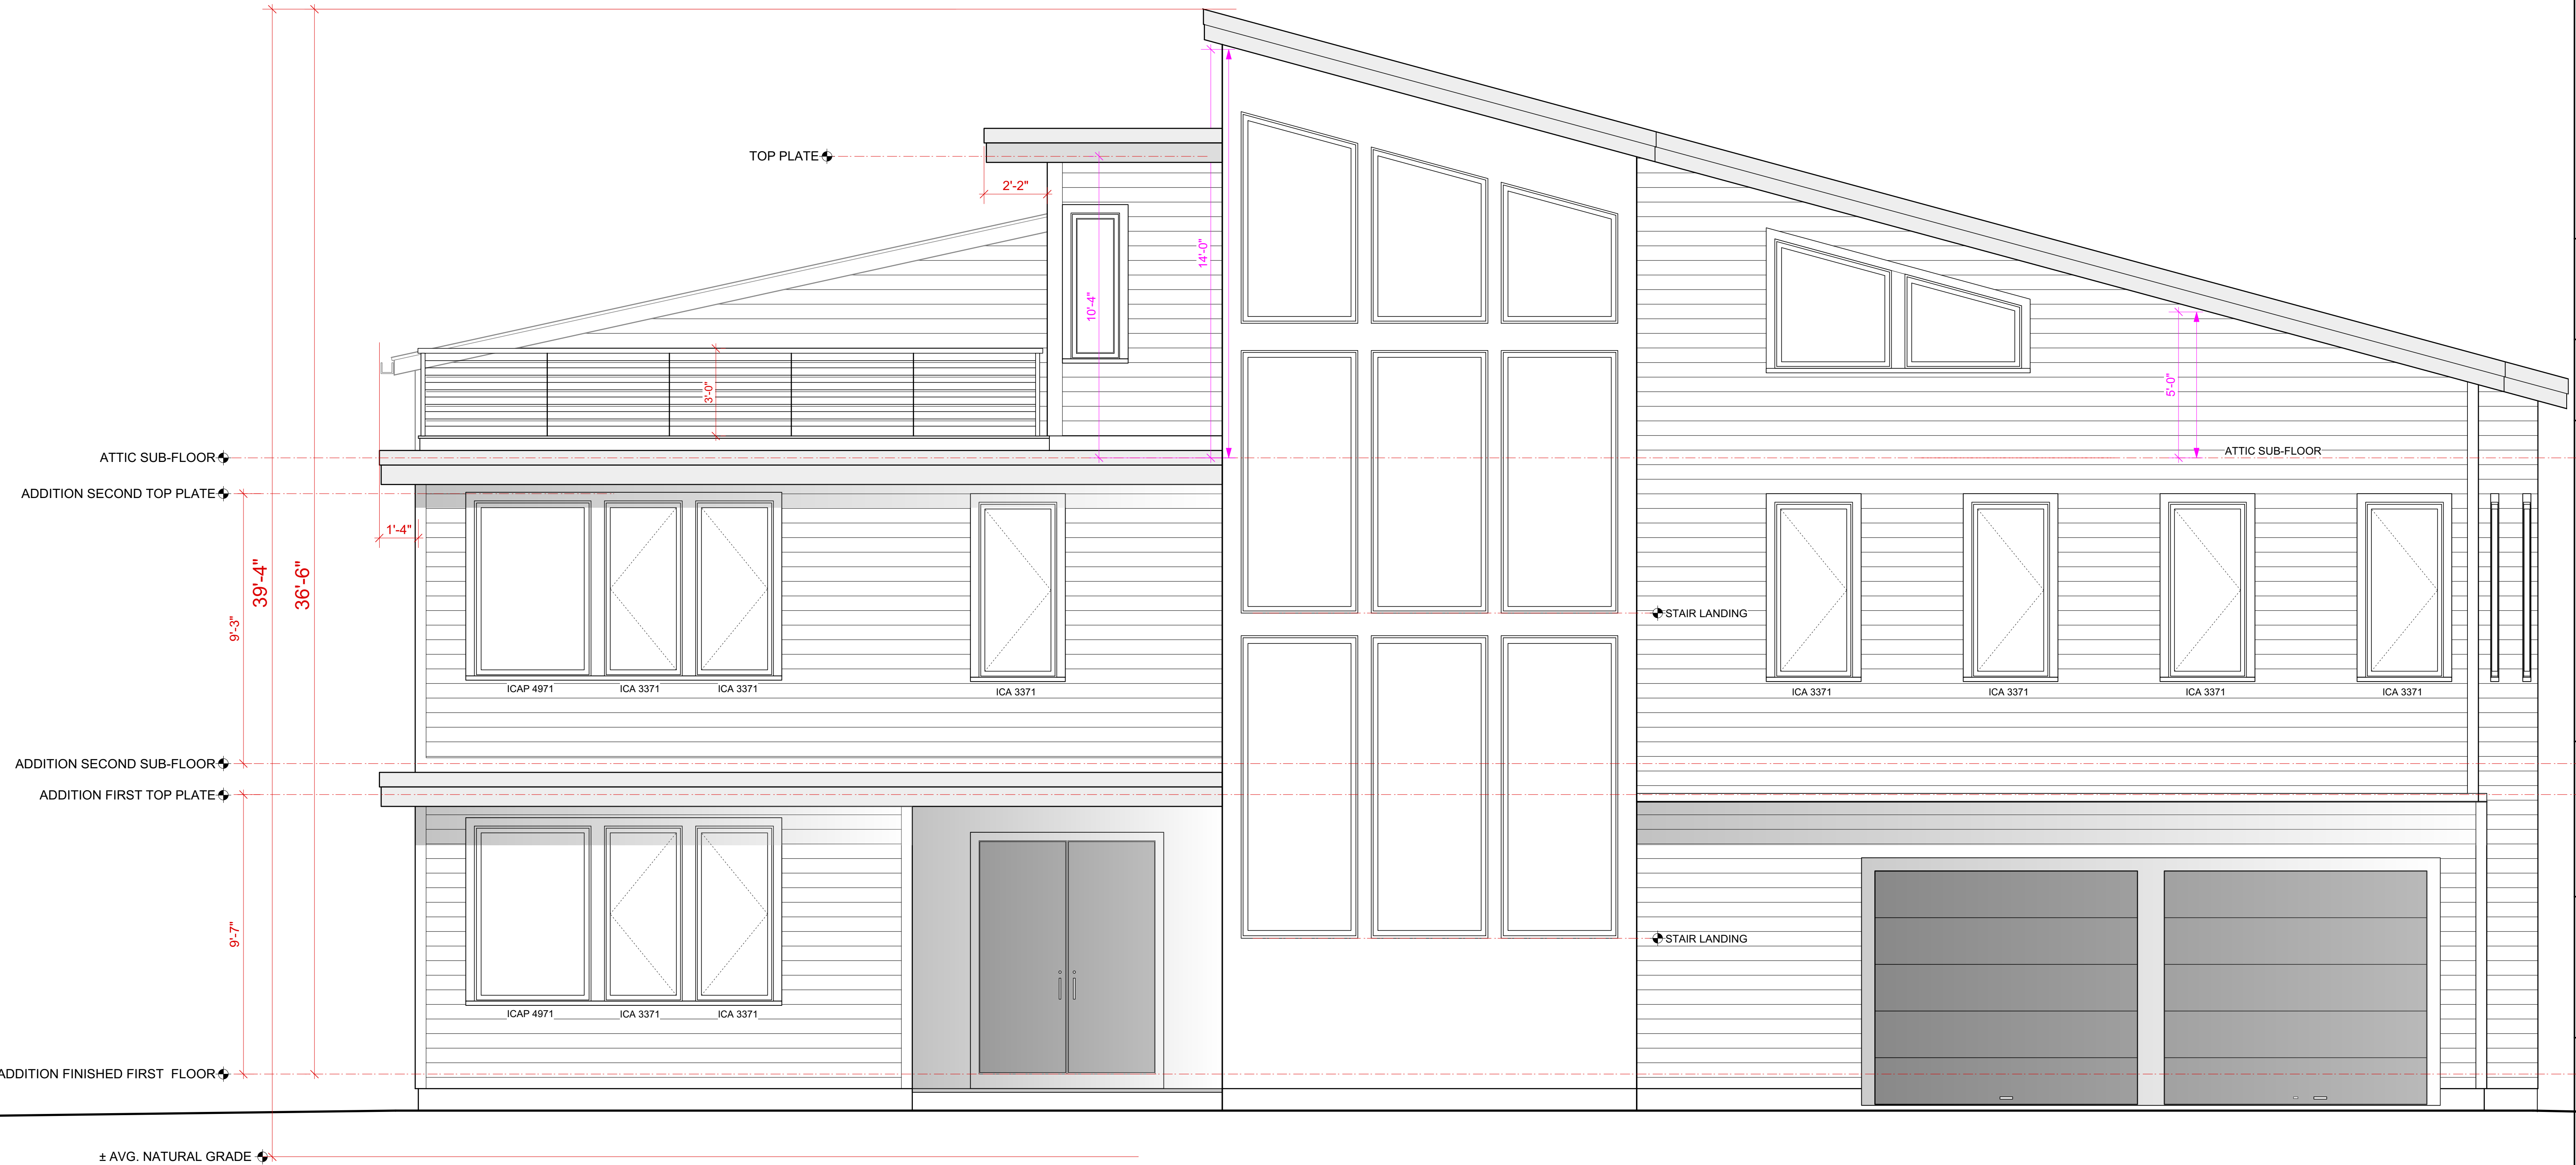 TOP PLATE
2'-2"
14'-0"
10'-4"
3'-0"
5'-0"
ATTIC SUB-FLOOR
ATTIC SUB-FLOOR
ADDITION SECOND TOP PLATE
1'-4"
39'-4"
36'-6"
9'-3"
STAIR LANDING
ICAP 4971
ICA 3371
ICA 3371
ICA 3371
ICA 3371
ICA 3371
ICA 3371
ICA 3371
ADDITION SECOND SUB-FLOOR
ADDITION FIRST TOP PLATE
9'-7"
STAIR LANDING
ICAP 4971
ICA 3371
ICA 3371
ADDITION FINISHED FIRST FLOOR
± AVG. NATURAL GRADE